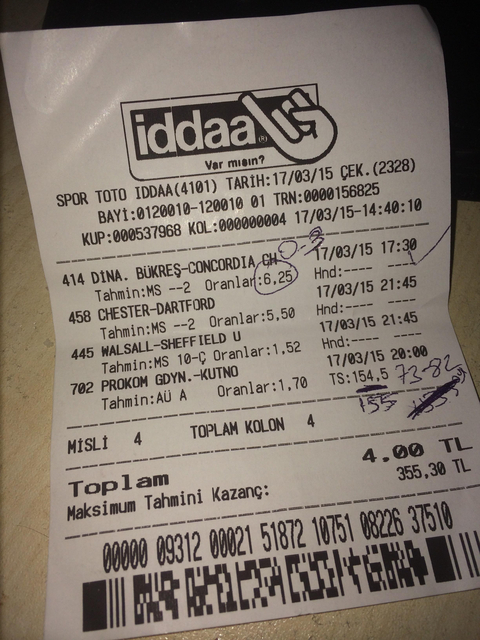 iddaa
Var mısın?
SPOR TOTO IDDAA(4101) TARİH:17/03/15 ÇEK.(2328)
BAYİ:0120010-120010 01 TRN:0000156825
KUP:000537968 KOL:000000004 17/03/15-14:40:10
414 DİNA. BÜKREŞ-CONCORDIA CH 0-3 17/03/15 17:30
Tahmin:MS --2 Oranlar:6,25 Hnd:---- ----
458 CHESTER-DARTFORD 17/03/15 21:45
Tahmin:MS --2 Oranlar:5,50 Hnd:---- ----
445 WALSALL-SHEFFIELD U 17/03/15 21:45
Tahmin:MS 10-Ç Oranlar:1,52 Hnd:---- ----
702 PROKOM GDYN.-KUTNO 17/03/15 20:00
Tahmin:AÜ A Oranlar:1,70 TS:154,5 73-82
155
MİSLİ 4 TOPLAM KOLON 4
Toplam 4.00 TL
Maksimum Tahmini Kazanç: 355,30 TL
00000 09312 00021 51872 10751 08226 37510